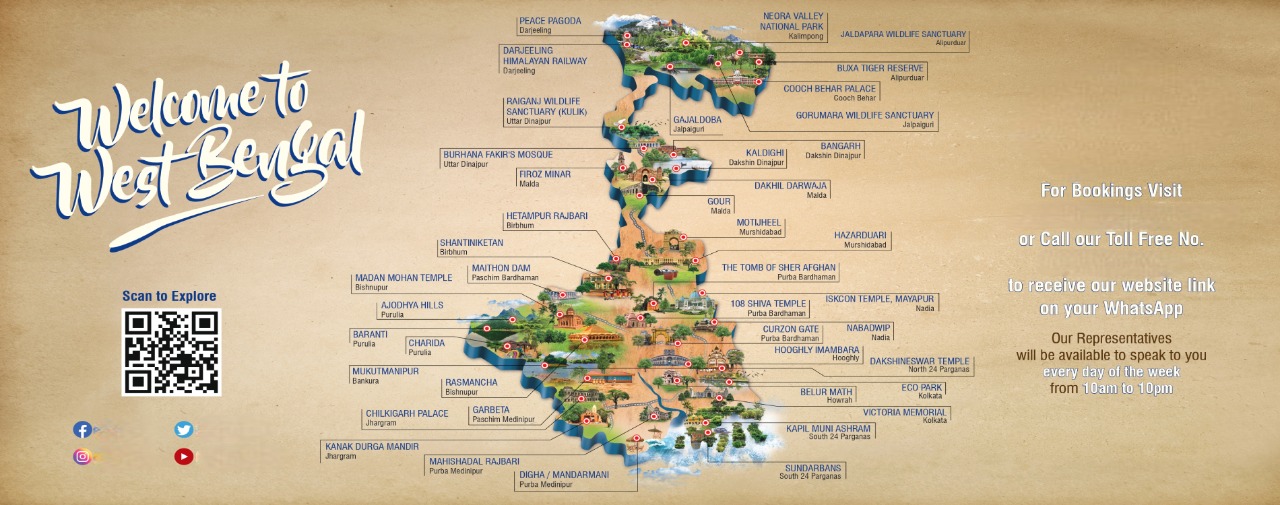 Welcome to
West Bengal
Scan to Explore
PEACE PAGODA
Darjeeling
DARJEELING
HIMALAYAN RAILWAY
Darjeeling
RAIGANJ WILDLIFE
SANCTUARY (KULIK)
Uttar Dinajpur
BURHANA FAKIR'S MOSQUE
Uttar Dinajpur
FIROZ MINAR
Malda
HETAMPUR RAJBARI
Birbhum
SHANTINIKETAN
Birbhum
MAITHON DAM
Paschim Bardhaman
MADAN MOHAN TEMPLE
Bishnupur
AJODHYA HILLS
Purulia
BARANTI
Purulia
CHARIDA
Purulia
MUKUTMANIPUR
Bankura
RASMANCHA
Bishnupur
CHILKIGARH PALACE
Jhargram
GARBETA
Paschim Medinipur
KANAK DURGA MANDIR
Jhargram
MAHISHADAL RAJBARI
Purba Medinipur
DIGHA / MANDARMANI
Purba Medinipur
NEORA VALLEY
NATIONAL PARK
Kalimpong
JALDAPARA WILDLIFE SANCTUARY
Alipurduar
BUXA TIGER RESERVE
Alipurduar
COOCH BEHAR PALACE
Cooch Behar
GORUMARA WILDLIFE SANCTUARY
Jalpaiguri
GAJALDOBA
Jalpaiguri
BANGARH
Dakshin Dinajpur
KALDIGHI
Dakshin Dinajpur
DAKHIL DARWAJA
Malda
GOUR
Malda
MOTIJHEEL
Murshidabad
HAZARDUARI
Murshidabad
THE TOMB OF SHER AFGHAN
Purba Bardhaman
ISKCON TEMPLE, MAYAPUR
Nadia
108 SHIVA TEMPLE
Purba Bardhaman
NABADWIP
Nadia
CURZON GATE
Purba Bardhaman
HOOGHLY IMAMBARA
Hooghly
DAKSHINESWAR TEMPLE
North 24 Parganas
BELUR MATH
Howrah
ECO PARK
Kolkata
VICTORIA MEMORIAL
Kolkata
KAPIL MUNI ASHRAM
South 24 Parganas
SUNDARBANS
South 24 Parganas
For Bookings Visit
or Call our Toll Free No.
to receive our website link
on your WhatsApp
Our Representatives
will be available to speak to you
every day of the week
from 10am to 10pm